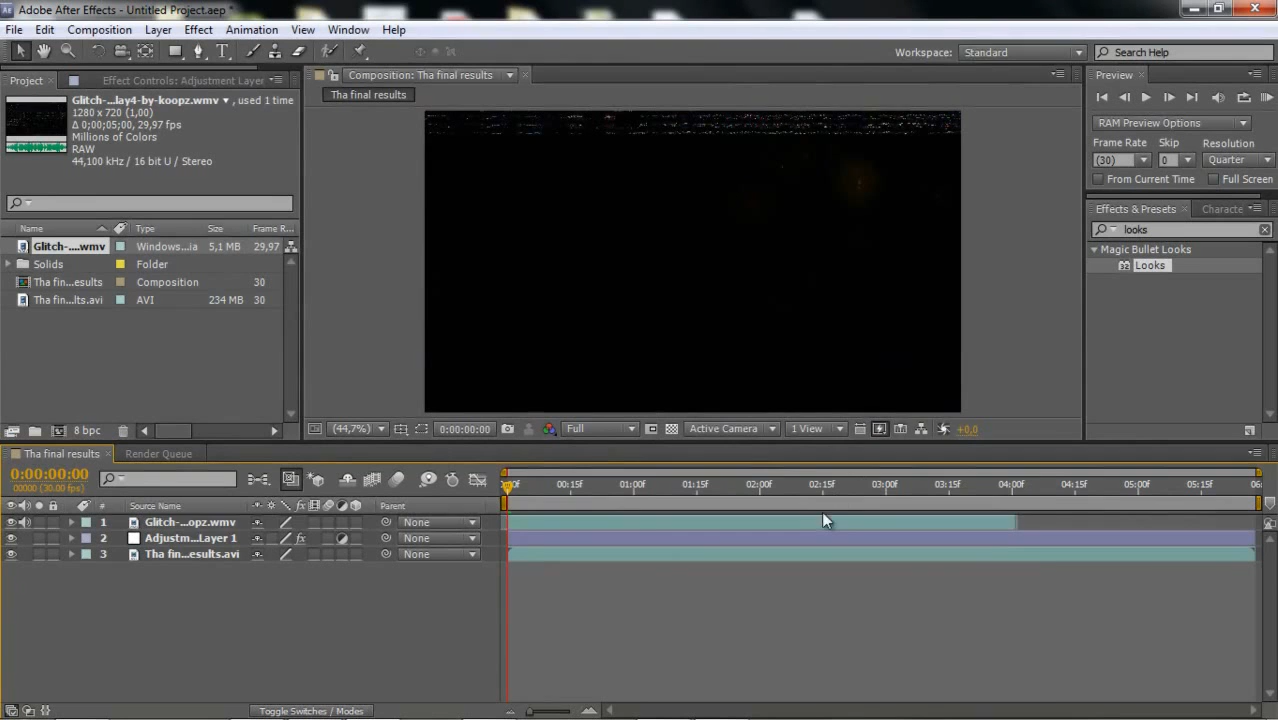 Adobe After Effects - Untitled Project.aep *
File Edit Composition Layer Effect Animation View Window Help
Workspace: Standard Search Help
Project Effect Controls: Adjustment Layer
Composition: Tha final results
Preview
Tha final results
Glitch-...lay4-by-koopz.wmv , used 1 time
1280 x 720 (1,00)
Δ 0;00;05;00, 29,97 fps
Millions of Colors
RAW
44,100 kHz / 16 bit U / Stereo
RAM Preview Options
Frame Rate Skip Resolution
(30) 0 Quarter
From Current Time Full Screen
Effects & Presets Characte
looks
Magic Bullet Looks
32 Looks
Name Type Size Frame R...
Glitch-....wmv Windows...ia 5,1 MB 29,97
Solids Folder
Tha fin...esults Composition 30
Tha fin...lts.avi AVI 234 MB 30
8 bpc
(44,7%) 0:00:00:00 Full Active Camera 1 View +0,0
Tha final results Render Queue
0:00:00:00
00000 (30.00 fps)
:00f 00:15f 01:00f 01:15f 02:00f 02:15f 03:00f 03:15f 04:00f 04:15f 05:00f 05:15f 06:
# Source Name fx Parent
1 Glitch-...opz.wmv None
2 Adjustm...Layer 1 fx None
3 Tha fin...esults.avi None
Toggle Switches / Modes